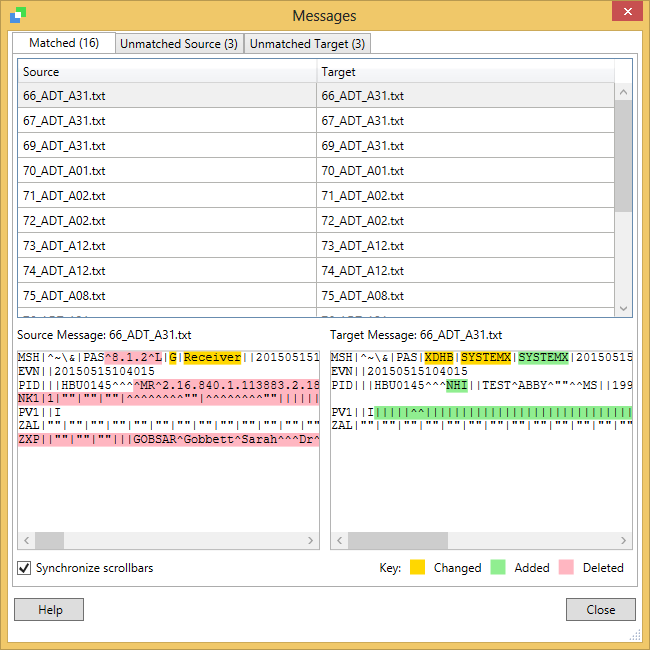 Messages
Matched (16) Unmatched Source (3) Unmatched Target (3)
Source Target
66_ADT_A31.txt 66_ADT_A31.txt
67_ADT_A31.txt 67_ADT_A31.txt
69_ADT_A31.txt 69_ADT_A31.txt
70_ADT_A01.txt 70_ADT_A01.txt
71_ADT_A02.txt 71_ADT_A02.txt
72_ADT_A02.txt 72_ADT_A02.txt
73_ADT_A12.txt 73_ADT_A12.txt
74_ADT_A12.txt 74_ADT_A12.txt
75_ADT_A08.txt 75_ADT_A08.txt
Source Message: 66_ADT_A31.txt
MSH|^~\&|PAS^8.1.2^L|G|Receiver||201505151
EVN||20150515104015
PID|||HBU0145^^^^MR^2.16.840.1.113883.2.18
NK1|1|""|""|""|^^^^^^^^""|^^^^^^^^""||||||
PV1||I
ZAL|""|""|""|""|""|""|""|""|""|""|""|""|""
ZXP||""|""|""|||GOBSAR^Gobbett^Sarah^^^Dr^
Target Message: 66_ADT_A31.txt
MSH|^~\&|PAS|XDHB|SYSTEMX|SYSTEMX|20150515
EVN||20150515104015
PID|||HBU0145^^^NHI||TEST^ABBY^""^^MS||199
PV1||I|||||^^|||||||||||||||||||||||||||||
ZAL|""|""|""|""|""|""|""|""|""|""|""|""|""
Synchronize scrollbars Key: Changed Added Deleted
Help Close